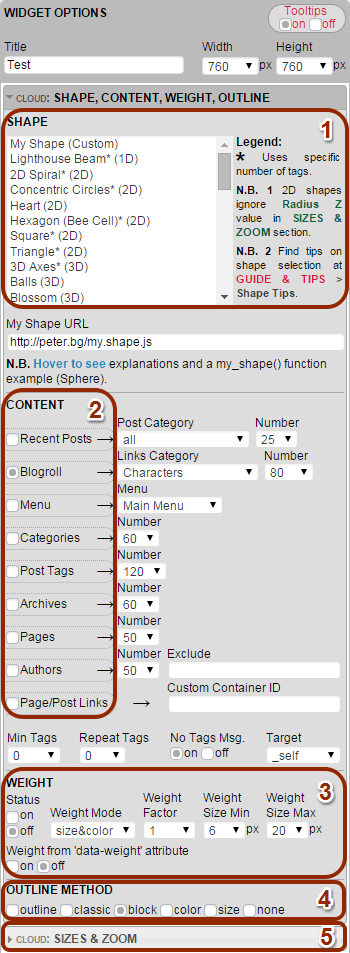 WIDGET OPTIONS
Tooltips
on off
Title Width Height
Test 760 px 760 px
CLOUD: SHAPE, CONTENT, WEIGHT, OUTLINE
SHAPE
1
My Shape (Custom)
Lighthouse Beam* (1D)
2D Spiral* (2D)
Concentric Circles* (2D)
Heart (2D)
Hexagon (Bee Cell)* (2D)
Square* (2D)
Triangle* (2D)
3D Axes* (3D)
Balls (3D)
Blossom (3D)
Legend:
* Uses specific
number of tags.
N.B. 1 2D shapes
ignore Radius Z
value in SIZES &
ZOOM section.
N.B. 2 Find tips on
shape selection at
GUIDE & TIPS >
Shape Tips.
My Shape URL
http://peter.bg/my.shape.js
N.B. Hover to see explanations and a my_shape() function
example (Sphere).
CONTENT
2
Post Category Number
Recent Posts → all 25
Links Category Number
Blogroll → Characters 80
Menu
Menu → Main Menu
Number
Categories → 60
Number
Post Tags → 120
Number
Archives → 60
Number
Pages → 50
Number Exclude
Authors → 50
Custom Container ID
Page/Post Links →
Min Tags Repeat Tags No Tags Msg. Target
0 0 on off _self
WEIGHT
3
Status Weight Mode Weight Factor Weight Size Min Weight Size Max
on
off size&color 1 6 px 20 px
Weight from 'data-weight' attribute
on off
OUTLINE METHOD
4
outline classic block color size none
CLOUD: SIZES & ZOOM
5